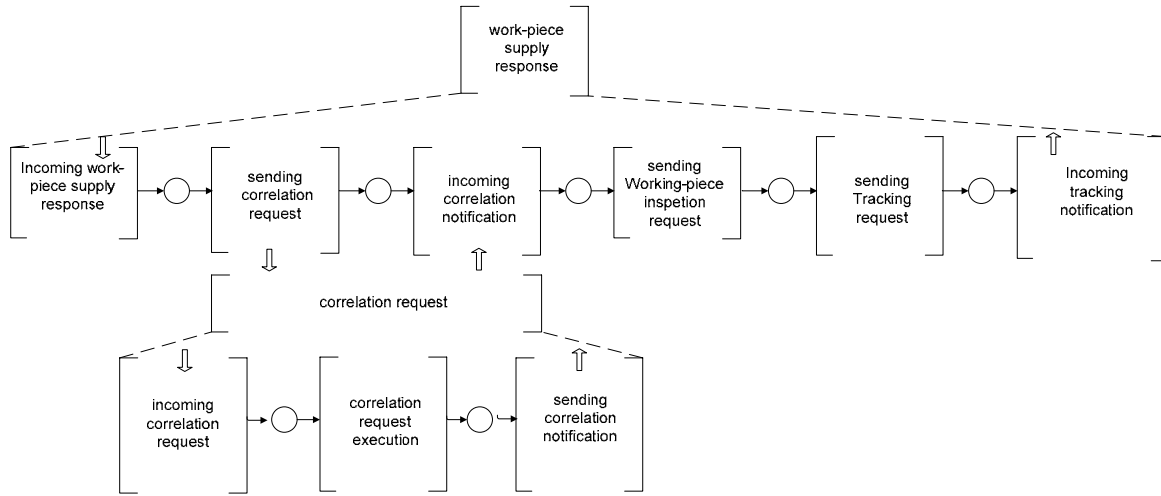 work-piece
supply
response
Incoming work-
piece supply
response
sending
correlation
request
incoming
correlation
notification
sending
Working-piece
inspetion
request
sending
Tracking
request
Incoming
tracking
notification
correlation request
incoming
correlation
request
correlation
request
execution
sending
correlation
notification